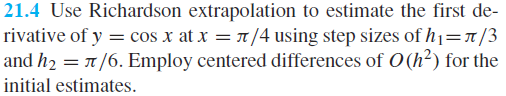 21.4 Use Richardson extrapolation to estimate the first de-
rivative of y = cos x at x = π/4 using step sizes of h₁=π/3
and h₂ = π/6. Employ centered differences of O(h²) for the
initial estimates.